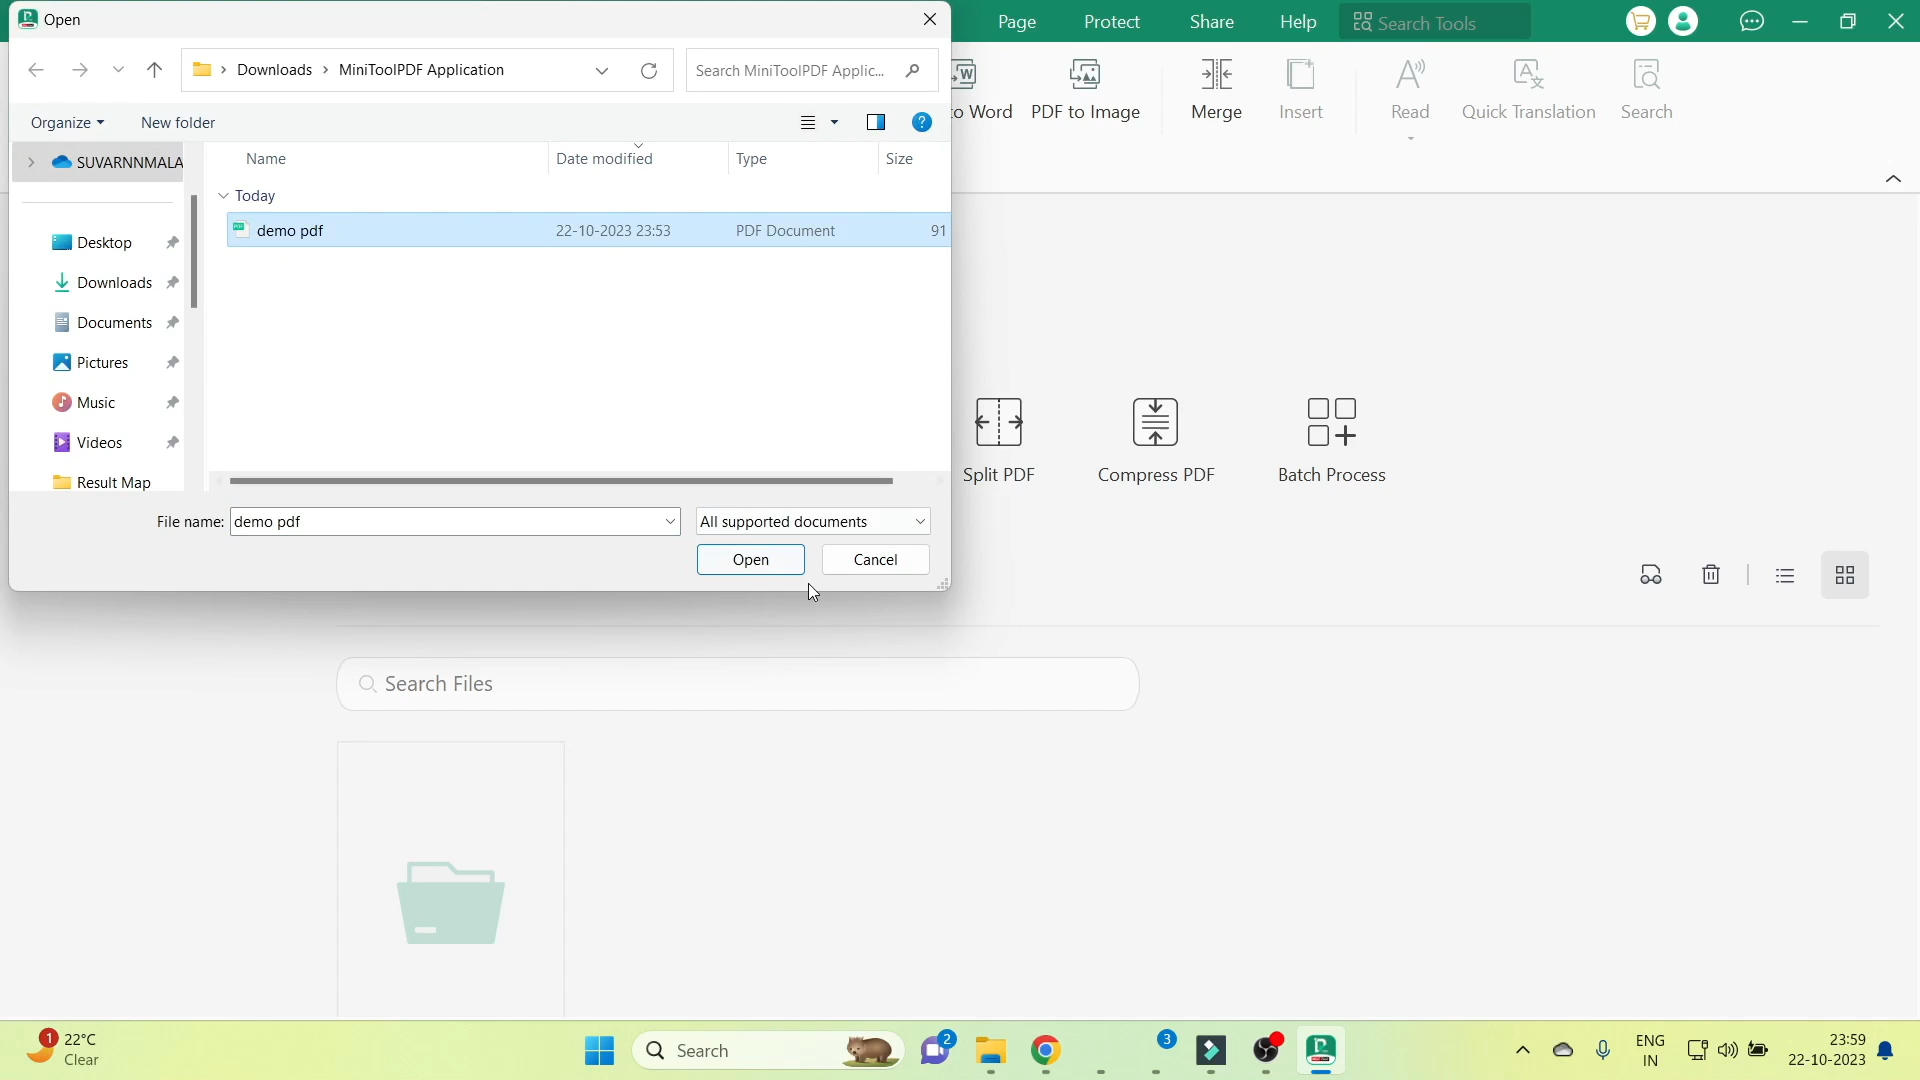 Open
Page
Protect
Share
Help
Search Tools
Downloads
MiniToolPDF Application
Search MiniToolPDF Applic...
to Word
PDF to Image
Merge
Insert
Read
Quick Translation
Search
Organize
New folder
SUVARNNMALA
Name
Date modified
Type
Size
Today
demo pdf
22-10-2023 23:53
PDF Document
91
Desktop
Downloads
Documents
Pictures
Music
Videos
Result Map
Split PDF
Compress PDF
Batch Process
File name:
demo pdf
All supported documents
Open
Cancel
Search Files
1
22°C
Clear
Search
2
3
ENG
IN
23:59
22-10-2023